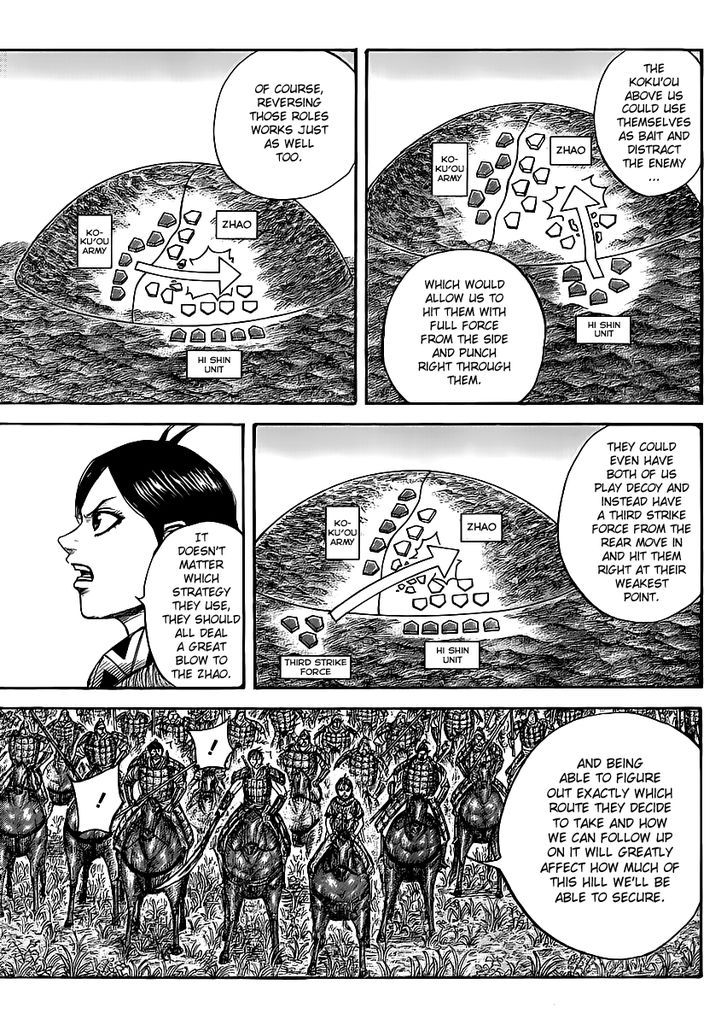 THE
KOKU'OU
ABOVE US
COULD USE
THEMSELVES
AS BAIT AND
DISTRACT
THE ENEMY
...
KO-
KU'OU
ARMY
ZHAO
HI SHIN
UNIT
WHICH WOULD
ALLOW US TO
HIT THEM WITH
FULL FORCE
FROM THE SIDE
AND PUNCH
RIGHT THROUGH
THEM.
OF COURSE,
REVERSING
THOSE ROLES
WORKS JUST
AS WELL
TOO.
KO-
KU'OU
ARMY
ZHAO
HI SHIN
UNIT
THEY COULD
EVEN HAVE
BOTH OF US
PLAY DECOY AND
INSTEAD HAVE
A THIRD STRIKE
FORCE FROM THE
REAR MOVE IN
AND HIT THEM
RIGHT AT THEIR
WEAKEST
POINT.
KO-
KU'OU
ARMY
ZHAO
THIRD STRIKE
FORCE
HI SHIN
UNIT
IT
DOESN'T
MATTER
WHICH
STRATEGY
THEY USE,
THEY SHOULD
ALL DEAL
A GREAT
BLOW TO
THE ZHAO.
AND BEING
ABLE TO FIGURE
OUT EXACTLY WHICH
ROUTE THEY DECIDE
TO TAKE AND HOW
WE CAN FOLLOW UP
ON IT WILL GREATLY
AFFECT HOW MUCH OF
THIS HILL WE'LL BE
ABLE TO SECURE.
!
!